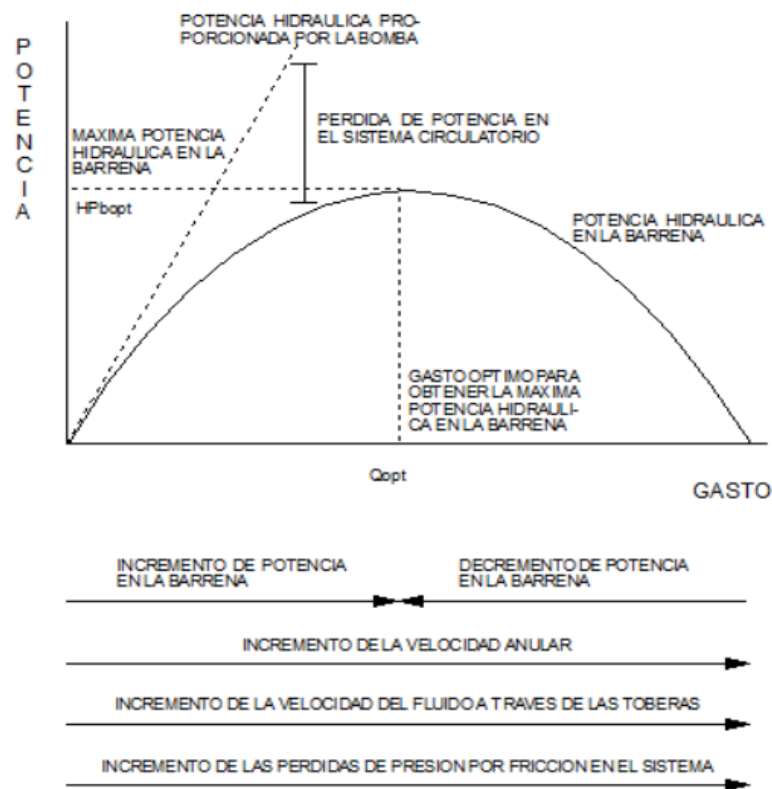 POTENCIA HIDRAULICA PRO-
PORCIONADA POR LA BOMBA
POTENCIA
PERDIDA DE POTENCIA EN
EL SISTEMA CIRCULATORIO
MAXIMA POTENCIA
HIDRAULICA EN LA
BARRENA
HPbopt
POTENCIA HIDRAULICA
EN LA BARRENA
GASTO OPTIMO PARA
OBTENER LA MAXIMA
POTENCIA HIDRAULI-
CA EN LA BARRENA
Qopt
GASTO
INCREMENTO DE POTENCIA
EN LA BARRENA
DECREMENTO DE POTENCIA
EN LA BARRENA
INCREMENTO DE LA VELOCIDAD ANULAR
INCREMENTO DE LA VELOCIDAD DEL FLUIDO A TRAVES DE LAS TOBERAS
INCREMENTO DE LAS PERDIDAS DE PRESION POR FRICCION EN EL SISTEMA